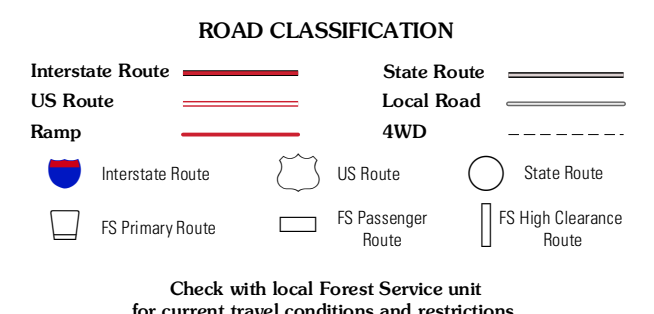 ROAD CLASSIFICATION
Interstate Route
State Route
US Route
Local Road
Ramp
4WD
Interstate Route
US Route
State Route
FS Primary Route
FS Passenger
Route
FS High Clearance
Route
Check with local Forest Service unit
for current travel conditions and restrictions